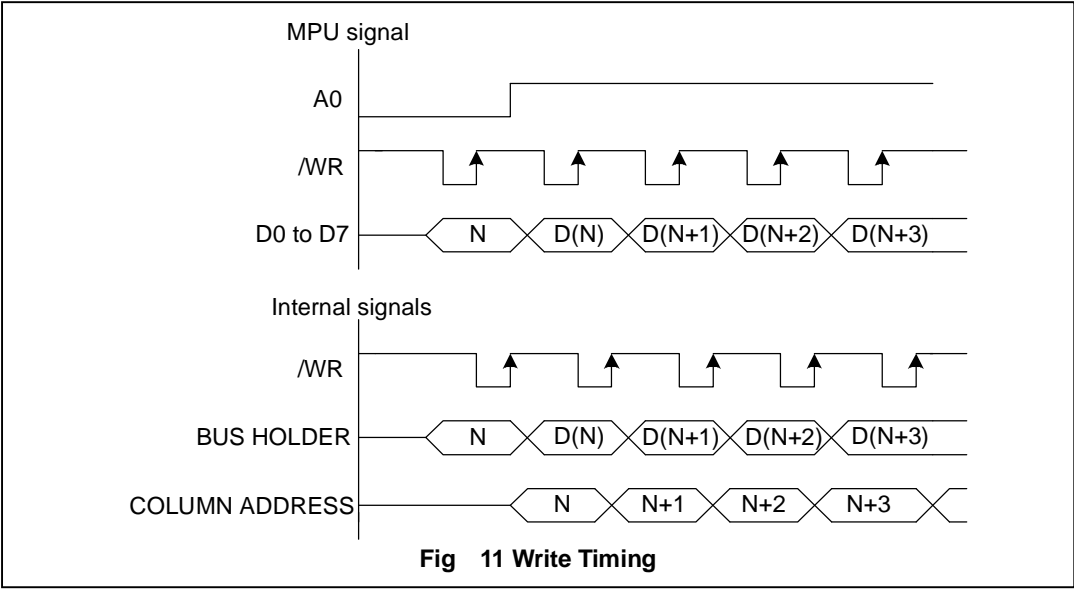 MPU signal
A0
/WR
D0 to D7 N D(N) D(N+1) D(N+2) D(N+3)
Internal signals
/WR
BUS HOLDER N D(N) D(N+1) D(N+2) D(N+3)
COLUMN ADDRESS N N+1 N+2 N+3
Fig 11 Write Timing